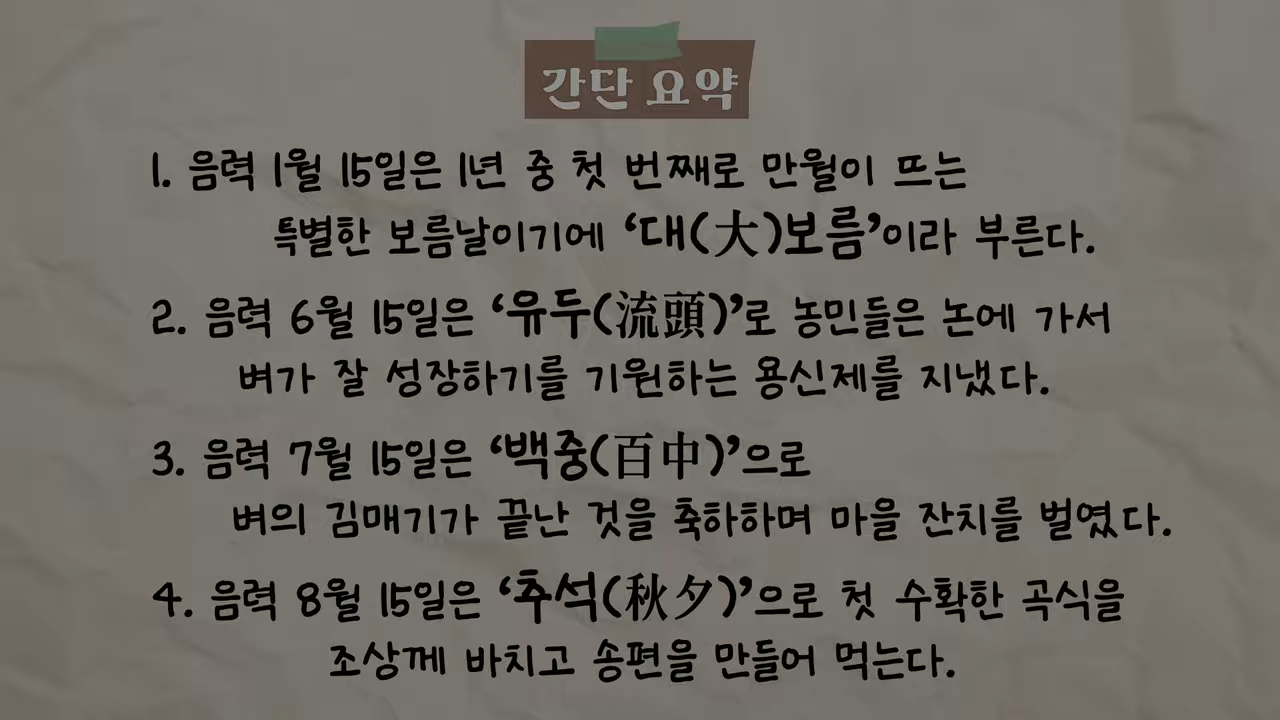 간단 요약
1. 음력 1월 15일은 1년 중 첫 번째로 만월이 뜨는
특별한 보름날이기에 ‘대(大)보름’이라 부른다.
2. 음력 6월 15일은 ‘유두(流頭)’로 농민들은 논에 가서
벼가 잘 성장하기를 기원하는 용신제를 지냈다.
3. 음력 7월 15일은 ‘백중(百中)’으로
벼의 김매기가 끝난 것을 축하하며 마을 잔치를 벌였다.
4. 음력 8월 15일은 ‘추석(秋夕)’으로 첫 수확한 곡식을
조상께 바치고 송편을 만들어 먹는다.